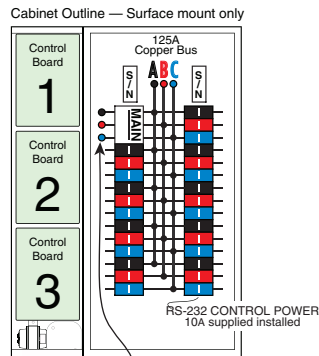 Cabinet Outline — Surface mount only
Control
Board
1
Control
Board
2
Control
Board
3
125A
Copper Bus
S/N
A B C
S/N
MAIN
RS-232 CONTROL POWER
10A supplied installed